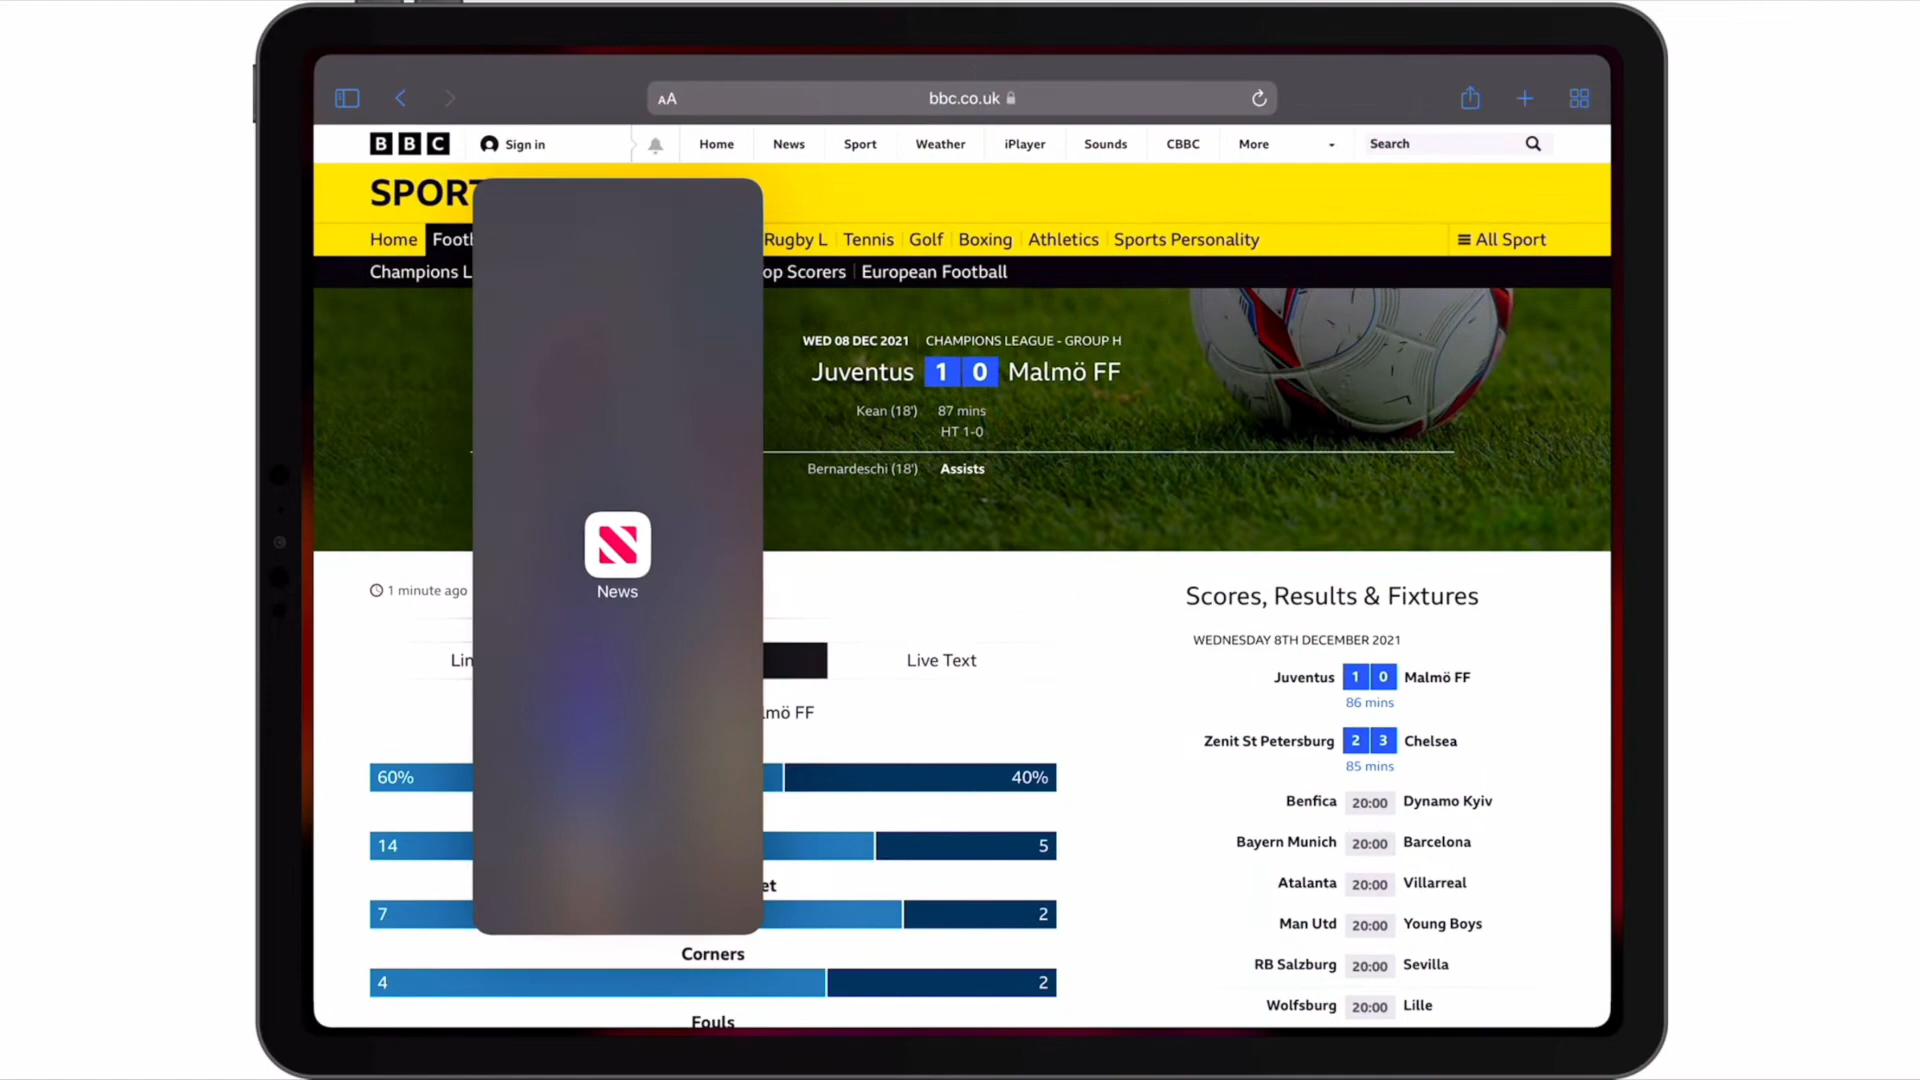 AA bbc.co.uk
BBC Sign in Home News Sport Weather iPlayer Sounds CBBC More Search
SPORT
Home Footb Rugby L Tennis Golf Boxing Athletics Sports Personality All Sport
Champions L op Scorers European Football
WED 08 DEC 2021 CHAMPIONS LEAGUE - GROUP H
Juventus 1 0 Malmö FF
Kean (18') 87 mins
HT 1-0
Bernardeschi (18') Assists
News
1 minute ago
Lin Live Text
lmö FF
60% 40%
14 5
et
7 2
Corners
4 2
Fouls
Scores, Results & Fixtures
WEDNESDAY 8TH DECEMBER 2021
Juventus 1 0 Malmö FF
86 mins
Zenit St Petersburg 2 3 Chelsea
85 mins
Benfica 20:00 Dynamo Kyiv
Bayern Munich 20:00 Barcelona
Atalanta 20:00 Villarreal
Man Utd 20:00 Young Boys
RB Salzburg 20:00 Sevilla
Wolfsburg 20:00 Lille